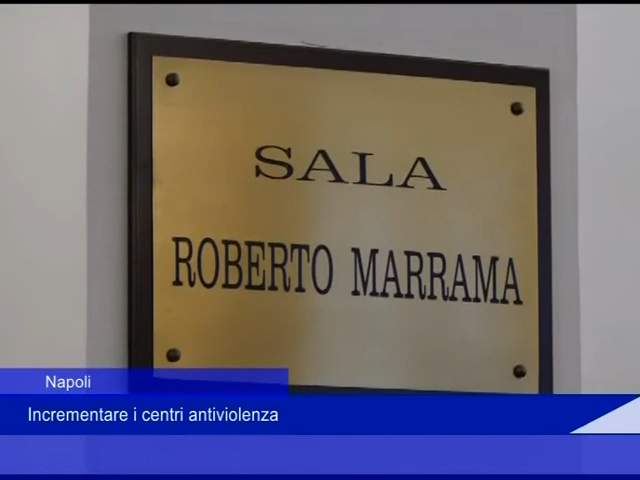 SALA
ROBERTO MARRAMA
Napoli
Incrementare i centri antiviolenza